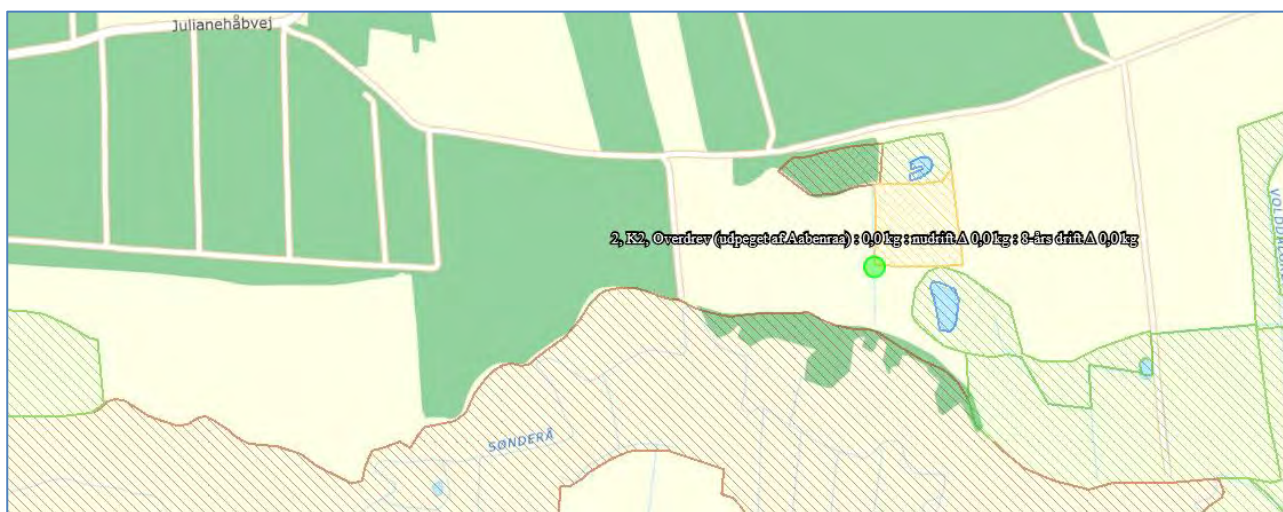 Julianehåbvej
2, K2, Overdrev (udpeget af Aabenraa) : 0,0 kg : nudrift Δ 0,0 kg : 8-års drift Δ 0,0 kg
SØNDERÅ